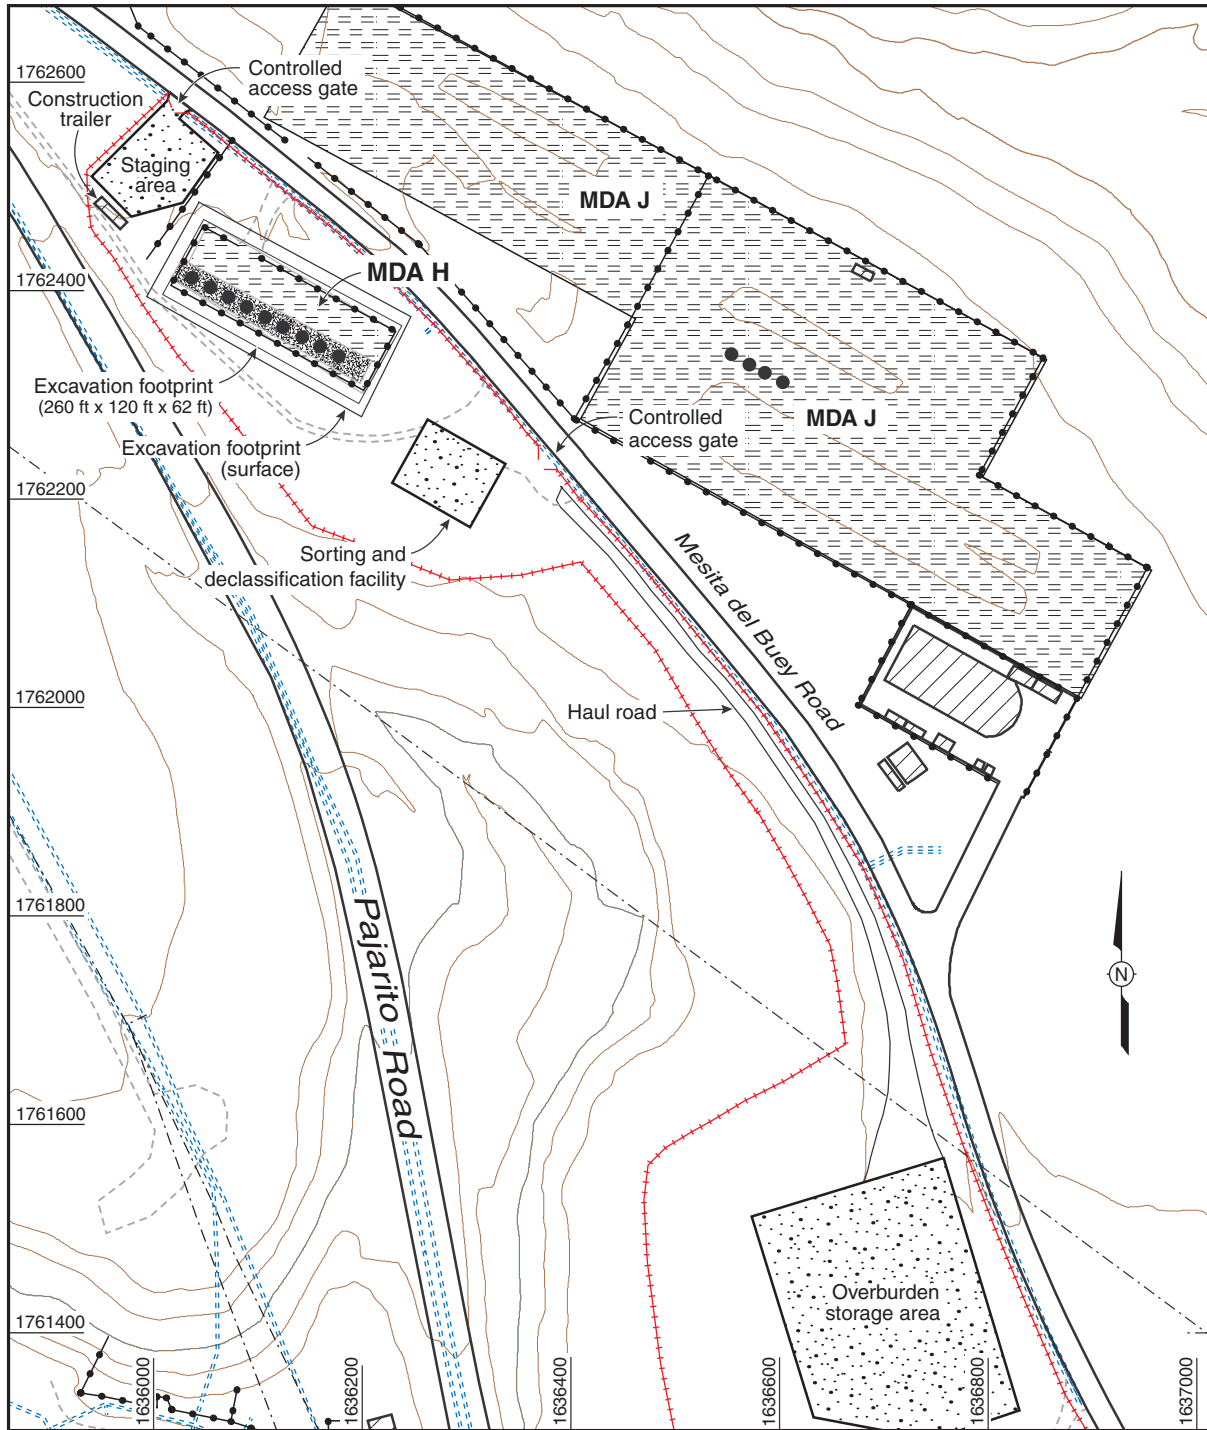 1762600
Controlled
access gate
Construction
trailer
Staging
area
MDA J
1762400
MDA H
Excavation footprint
(260 ft x 120 ft x 62 ft)
MDA J
Controlled
access gate
Excavation footprint
(surface)
1762200
Sorting and
declassification facility
Mesita del Buey Road
1762000
Haul road
1761800
Pajarito Road
N
1761600
Overburden
storage area
1761400
1636000
1636200
1636400
1636600
1636800
1637000